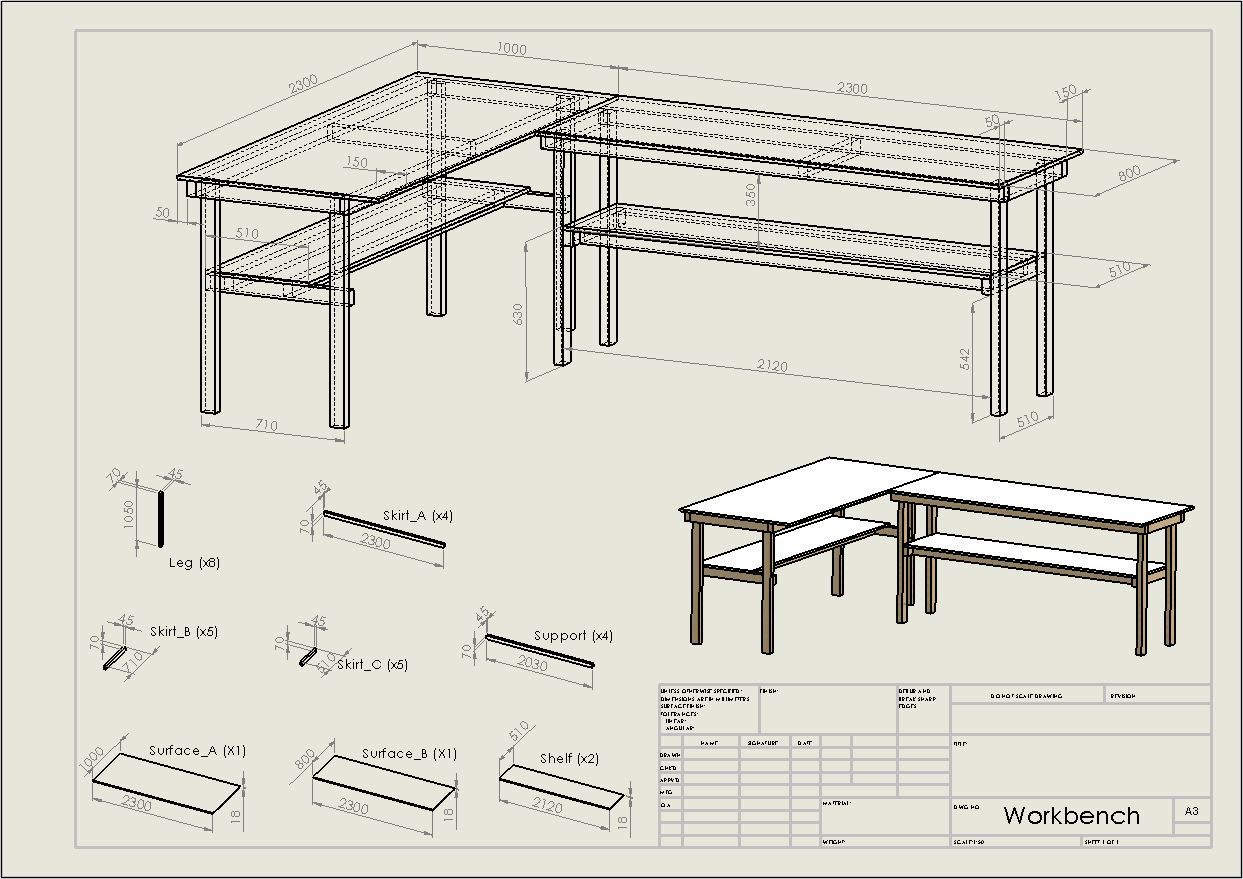 1000
2300
2300
150
50
800
150
350
50
510
510
630
542
2120
710
510
70
45
1050
Leg (x8)
45
70
Skirt_A (x4)
2300
45
70
Skirt_B (x5)
710
45
70
510
Skirt_C (x5)
45
70
Support (x4)
2030
1000
Surface_A (X1)
2300
18
800
Surface_B (X1)
2300
18
510
Shelf (x2)
2120
18
UNLESS OTHERWISE SPECIFIED:
DIMENSIONS ARE IN MILLIMETERS
SURFACE FINISH:
TOLERANCES:
LINEAR:
ANGULAR:
FINISH:
DEBUR AND
BREAK SHARP
EDGES
DO NOT SCALE DRAWING
REVISION
NAME
SIGNATURE
DATE
TITLE:
DRAWN
CHK'D
APPV'D
MFG
Q.A
MATERIAL:
DWG NO.
Workbench
A3
WEIGHT:
SCALE:1:50
SHEET 1 OF 1